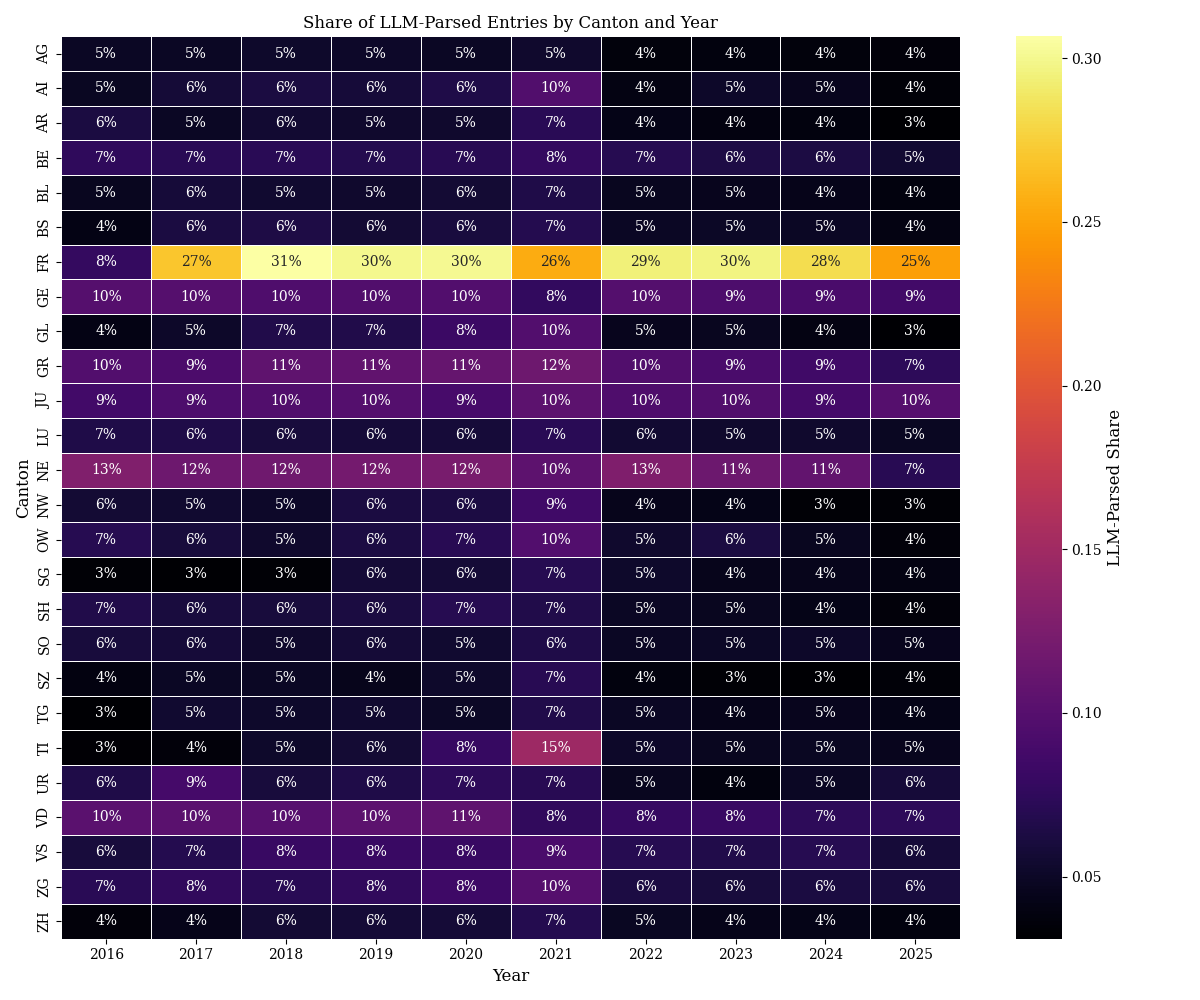 Share of LLM-Parsed Entries by Canton and Year
AG 5% 5% 5% 5% 5% 5% 4% 4% 4% 4%
AI 5% 6% 6% 6% 6% 10% 4% 5% 5% 4%
AR 6% 5% 6% 5% 5% 7% 4% 4% 4% 3%
BE 7% 7% 7% 7% 7% 8% 7% 6% 6% 5%
BL 5% 6% 5% 5% 6% 7% 5% 5% 4% 4%
BS 4% 6% 6% 6% 6% 7% 5% 5% 5% 4%
FR 8% 27% 31% 30% 30% 26% 29% 30% 28% 25%
GE 10% 10% 10% 10% 10% 8% 10% 9% 9% 9%
GL 4% 5% 7% 7% 8% 10% 5% 5% 4% 3%
GR 10% 9% 11% 11% 11% 12% 10% 9% 9% 7%
JU 9% 9% 10% 10% 9% 10% 10% 10% 9% 10%
LU 7% 6% 6% 6% 6% 7% 6% 5% 5% 5%
NE 13% 12% 12% 12% 12% 10% 13% 11% 11% 7%
NW 6% 5% 5% 6% 6% 9% 4% 4% 3% 3%
OW 7% 6% 5% 6% 7% 10% 5% 6% 5% 4%
SG 3% 3% 3% 6% 6% 7% 5% 4% 4% 4%
SH 7% 6% 6% 6% 7% 7% 5% 5% 4% 4%
SO 6% 6% 5% 6% 5% 6% 5% 5% 5% 5%
SZ 4% 5% 5% 4% 5% 7% 4% 3% 3% 4%
TG 3% 5% 5% 5% 5% 7% 5% 4% 5% 4%
TI 3% 4% 5% 6% 8% 15% 5% 5% 5% 5%
UR 6% 9% 6% 6% 7% 7% 5% 4% 5% 6%
VD 10% 10% 10% 10% 11% 8% 8% 8% 7% 7%
VS 6% 7% 8% 8% 8% 9% 7% 7% 7% 6%
ZG 7% 8% 7% 8% 8% 10% 6% 6% 6% 6%
ZH 4% 4% 6% 6% 6% 7% 5% 4% 4% 4%
2016 2017 2018 2019 2020 2021 2022 2023 2024 2025
Year
Canton
0.30
0.25
0.20
0.15
0.10
0.05
LLM-Parsed Share